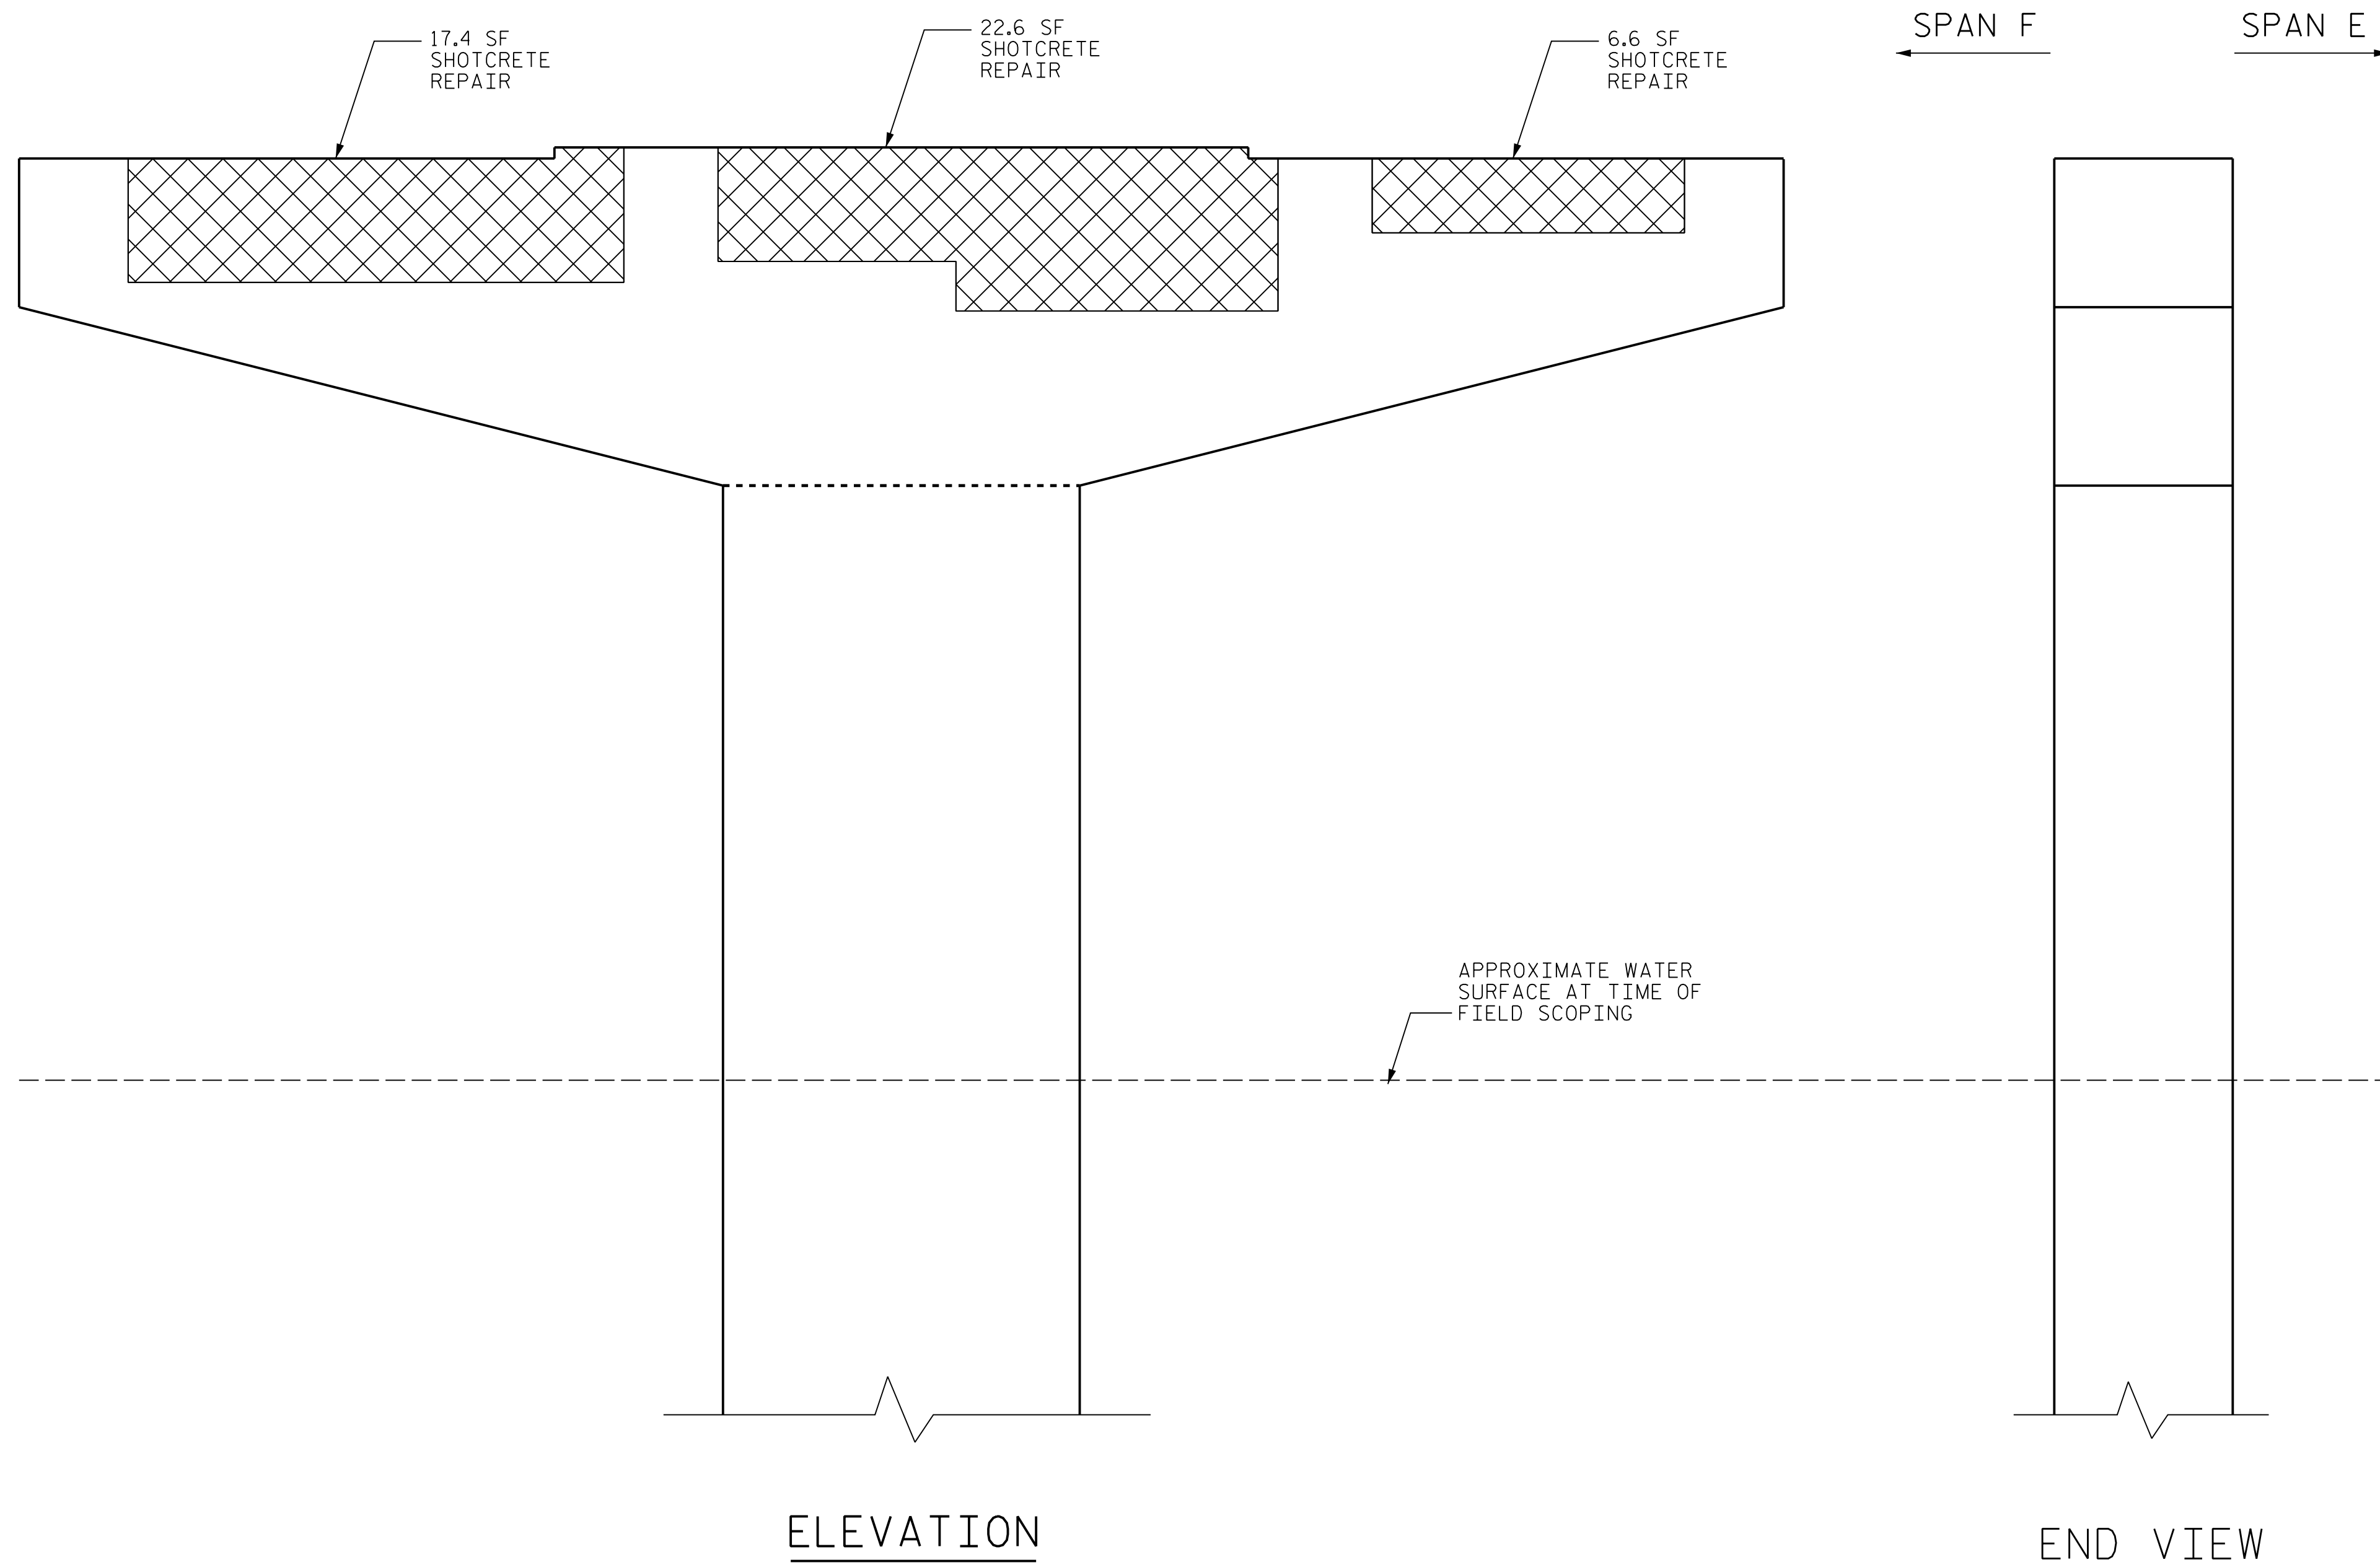 17.4 SF
SHOTCRETE
REPAIR
22.6 SF
SHOTCRETE
REPAIR
6.6 SF
SHOTCRETE
REPAIR
SPAN F
SPAN E
APPROXIMATE WATER
SURFACE AT TIME OF
FIELD SCOPING
ELEVATION
END VIEW